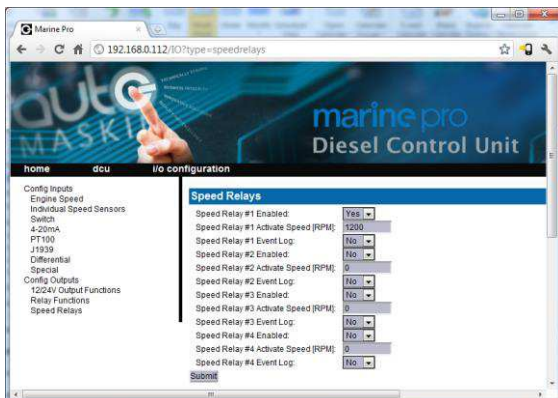 Marine Pro
192.168.0.112/IO?type=speedrelays
auto
MASKIN
marine pro
Diesel Control Unit
home dcu i/o configuration
Config Inputs
Engine Speed
Individual Speed Sensors
Switch
4-20mA
PT100
J1939
Differential
Special
Config Outputs
12/24V Output Functions
Relay Functions
Speed Relays
Speed Relays
Speed Relay #1 Enabled: Yes
Speed Relay #1 Activate Speed [RPM]: 1200
Speed Relay #1 Event Log: No
Speed Relay #2 Enabled: No
Speed Relay #2 Activate Speed [RPM]: 0
Speed Relay #2 Event Log: No
Speed Relay #3 Enabled: No
Speed Relay #3 Activate Speed [RPM]: 0
Speed Relay #3 Event Log: No
Speed Relay #4 Enabled: No
Speed Relay #4 Activate Speed [RPM]: 0
Speed Relay #4 Event Log: No
Submit